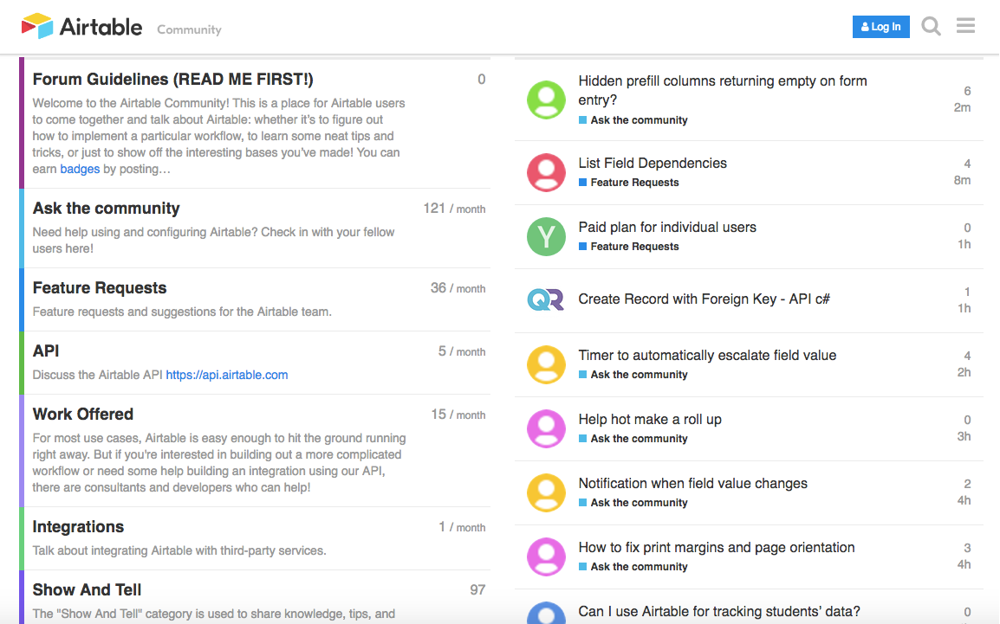 Airtable Community
Log In
Forum Guidelines (READ ME FIRST!)
0
Welcome to the Airtable Community! This is a place for Airtable users
to come together and talk about Airtable: whether it's to figure out
how to implement a particular workflow, to learn some neat tips and
tricks, or just to show off the interesting bases you've made! You can
earn badges by posting…
Ask the community
121 / month
Need help using and configuring Airtable? Check in with your fellow
users here!
Feature Requests
36 / month
Feature requests and suggestions for the Airtable team.
API
5 / month
Discuss the Airtable API https://api.airtable.com
Work Offered
15 / month
For most use cases, Airtable is easy enough to hit the ground running
right away. But if you're interested in building out a more complicated
workflow or need some help building an integration using our API,
there are consultants and developers who can help!
Integrations
1 / month
Talk about integrating Airtable with third-party services.
Show And Tell
97
The "Show And Tell" category is used to share knowledge, tips, and
Hidden prefill columns returning empty on form
entry?
Ask the community
6
2m
List Field Dependencies
Feature Requests
4
8m
Y
Paid plan for individual users
Feature Requests
0
1h
QR
Create Record with Foreign Key - API c#
1
1h
Timer to automatically escalate field value
Ask the community
4
2h
Help hot make a roll up
Ask the community
0
3h
Notification when field value changes
Ask the community
2
4h
How to fix print margins and page orientation
Ask the community
3
4h
Can I use Airtable for tracking students' data?
0